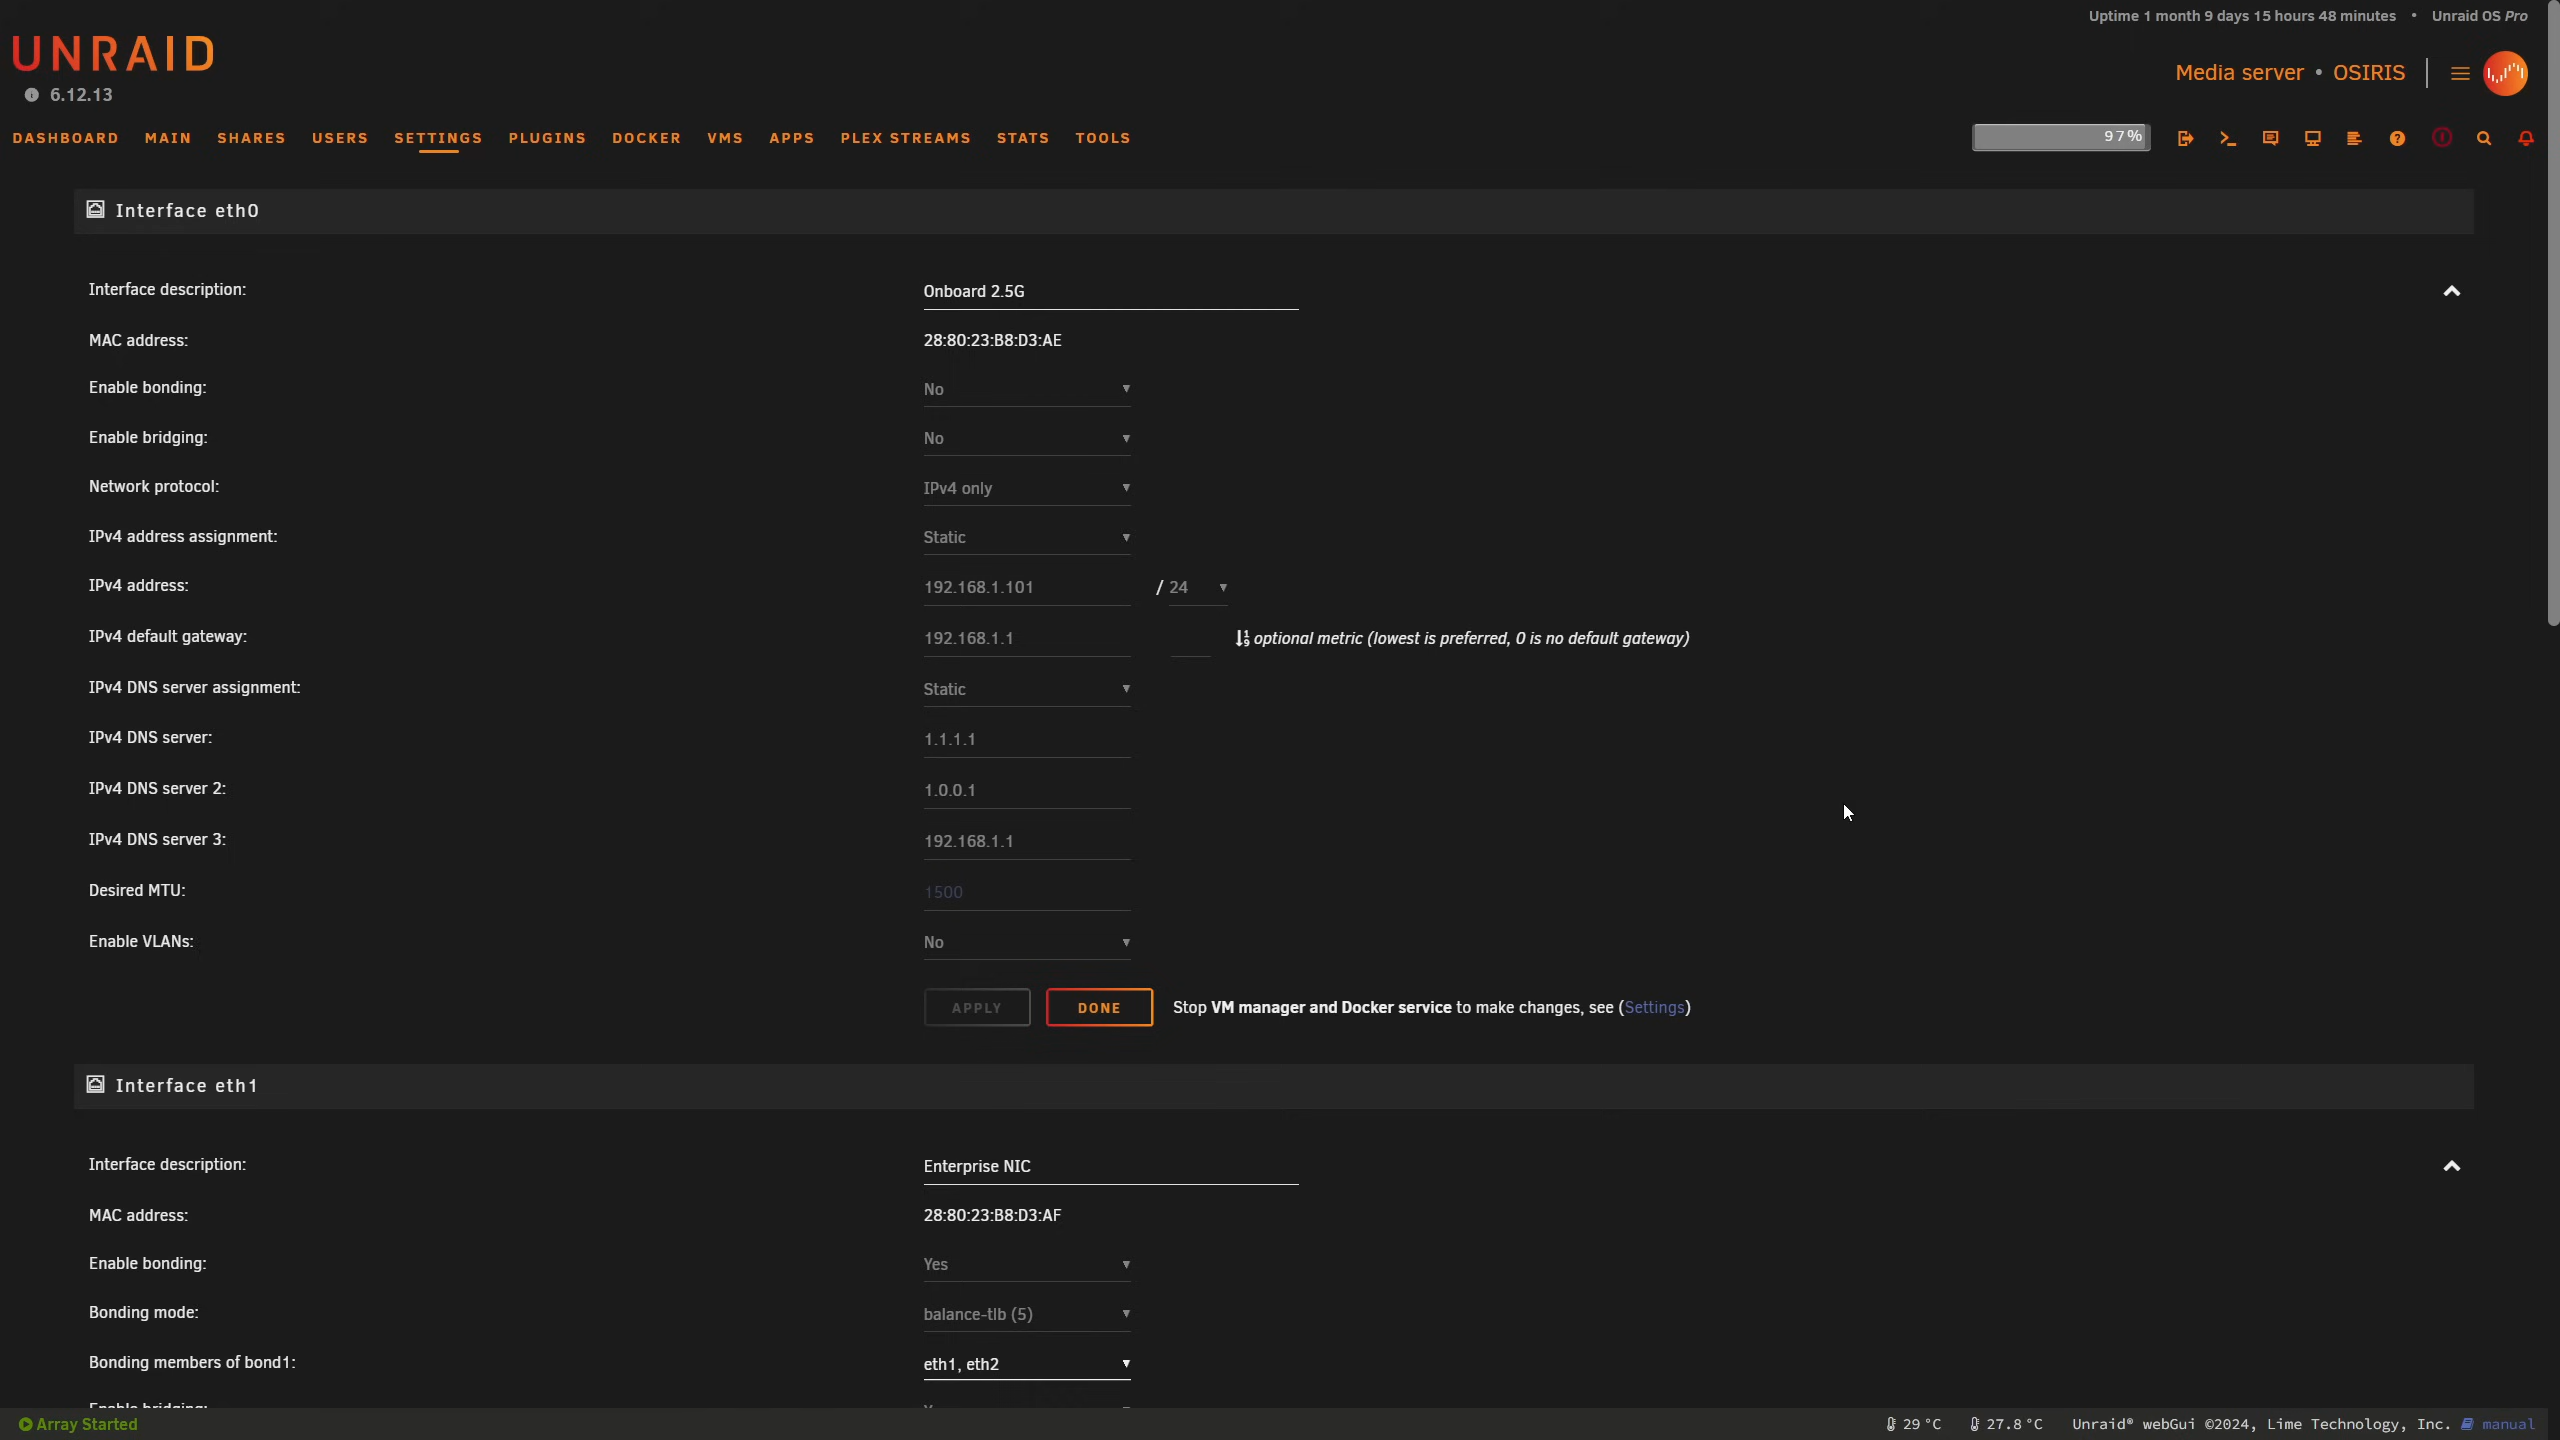 Uptime 1 month 9 days 15 hours 48 minutes • Unraid OS Pro
UNRAID
6.12.13
Media server • OSIRIS
DASHBOARD MAIN SHARES USERS SETTINGS PLUGINS DOCKER VMS APPS PLEX STREAMS STATS TOOLS
97%
Interface eth0
Interface description: Onboard 2.5G
MAC address: 28:80:23:B8:D3:AE
Enable bonding: No
Enable bridging: No
Network protocol: IPv4 only
IPv4 address assignment: Static
IPv4 address: 192.168.1.101 / 24
IPv4 default gateway: 192.168.1.1 optional metric (lowest is preferred, 0 is no default gateway)
IPv4 DNS server assignment: Static
IPv4 DNS server: 1.1.1.1
IPv4 DNS server 2: 1.0.0.1
IPv4 DNS server 3: 192.168.1.1
Desired MTU: 1500
Enable VLANs: No
APPLY DONE Stop VM manager and Docker service to make changes, see (Settings)
Interface eth1
Interface description: Enterprise NIC
MAC address: 28:80:23:B8:D3:AF
Enable bonding: Yes
Bonding mode: balance-tlb (5)
Bonding members of bond1: eth1, eth2
Array Started
29 °C 27.8 °C Unraid® webGui ©2024, Lime Technology, Inc. manual